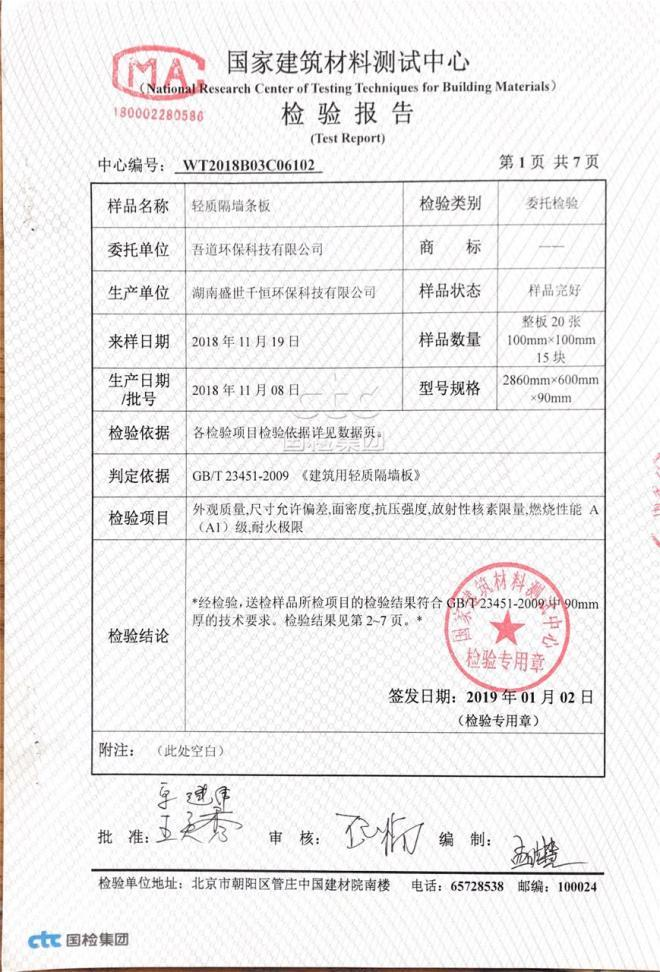 MA
180002280586
国家建筑材料测试中心
（National Research Center of Testing Techniques for Building Materials）
检验报告
(Test Report)
中心编号： WT2018B03C06102
第 1 页 共 7 页
样品名称 轻质隔墙条板 检验类别 委托检验
委托单位 吾道环保科技有限公司 商 标 ——
生产单位 湖南盛世千恒环保科技有限公司 样品状态 样品完好
来样日期 2018 年 11 月 19 日 样品数量 整板 20 张
100mm×100mm
15 块
生产日期
/批号 2018 年 11 月 08 日 型号规格 2860mm×600mm
×90mm
检验依据 各检验项目检验依据详见数据页。
判定依据 GB/T 23451-2009 《建筑用轻质隔墙板》
检验项目 外观质量,尺寸允许偏差,面密度,抗压强度,放射性核素限量,燃烧性能 A
（A1）级,耐火极限
检验结论
*经检验，送检样品所检项目的检验结果符合 GB/T 23451-2009 中 90mm
厚的技术要求。检验结果见第 2~7 页。*
国家建筑材料测试中心
检验专用章
签发日期：2019 年 01 月 02 日
（检验专用章）
附注： （此处空白）
ctc
国检集团
批 准： 审 核： 编 制：
检验单位地址：北京市朝阳区管庄中国建材院南楼 电话：65728538 邮编：100024
ctc 国检集团